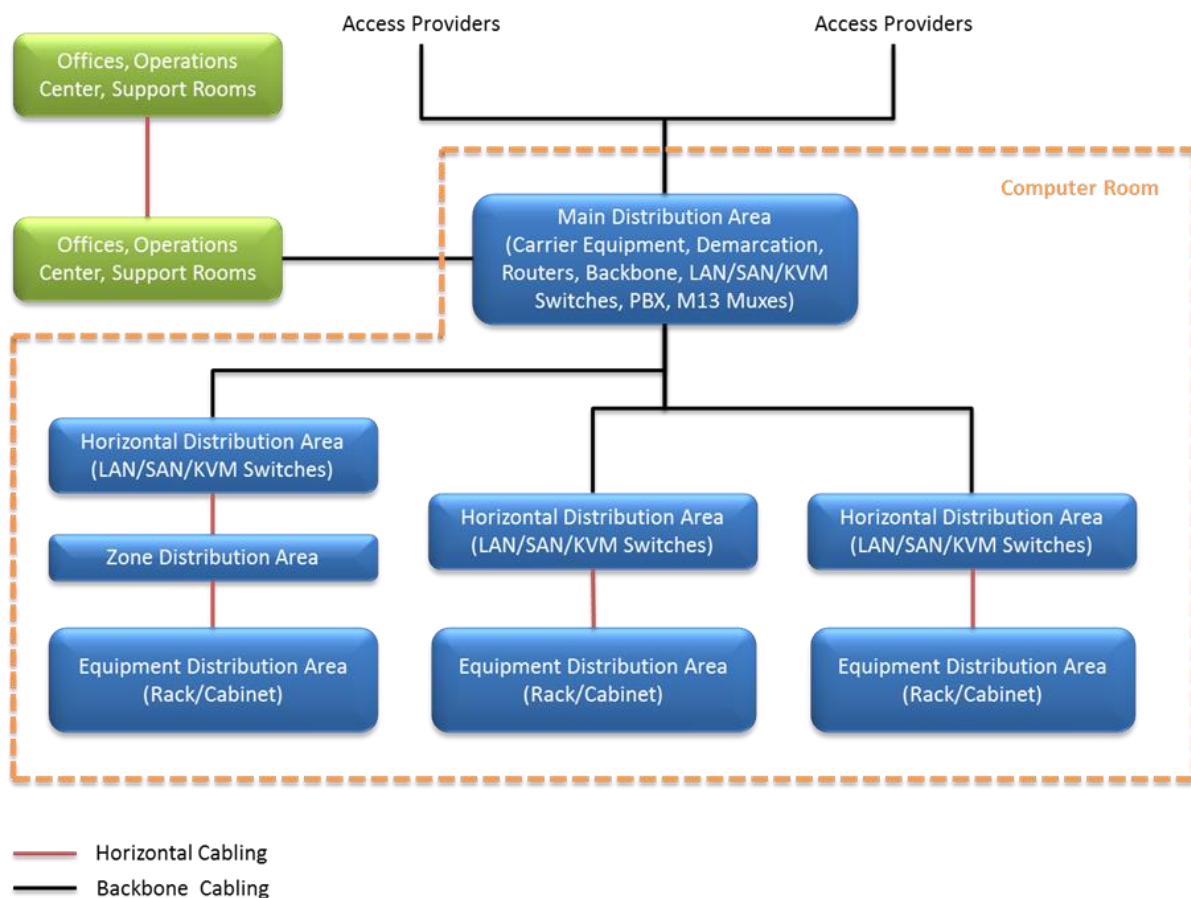 Access Providers
Access Providers
Offices, Operations
Center, Support Rooms
Computer Room
Main Distribution Area
(Carrier Equipment, Demarcation,
Routers, Backbone, LAN/SAN/KVM
Switches, PBX, M13 Muxes)
Offices, Operations
Center, Support Rooms
Horizontal Distribution Area
(LAN/SAN/KVM Switches)
Horizontal Distribution Area
(LAN/SAN/KVM Switches)
Horizontal Distribution Area
(LAN/SAN/KVM Switches)
Zone Distribution Area
Equipment Distribution Area
(Rack/Cabinet)
Equipment Distribution Area
(Rack/Cabinet)
Equipment Distribution Area
(Rack/Cabinet)
Horizontal Cabling
Backbone Cabling